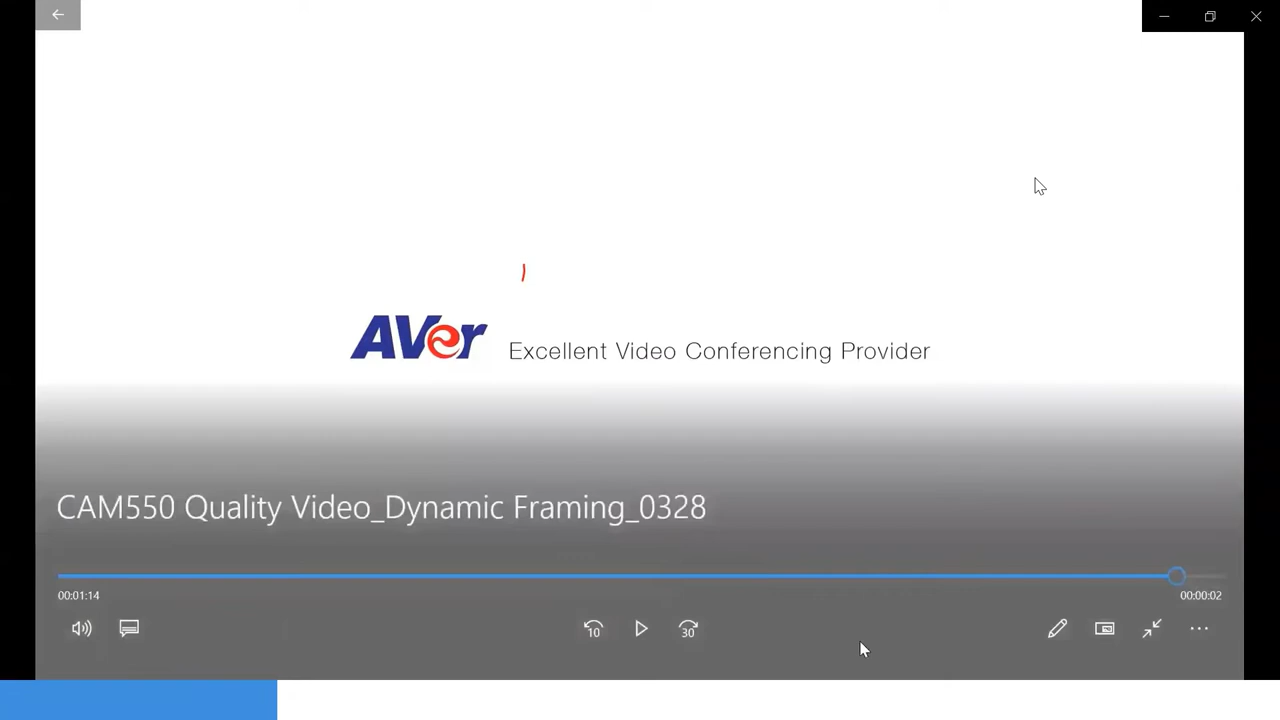 AVer Excellent Video Conferencing Provider
CAM550 Quality Video_Dynamic Framing_0328
00:01:14 00:00:02
10 30